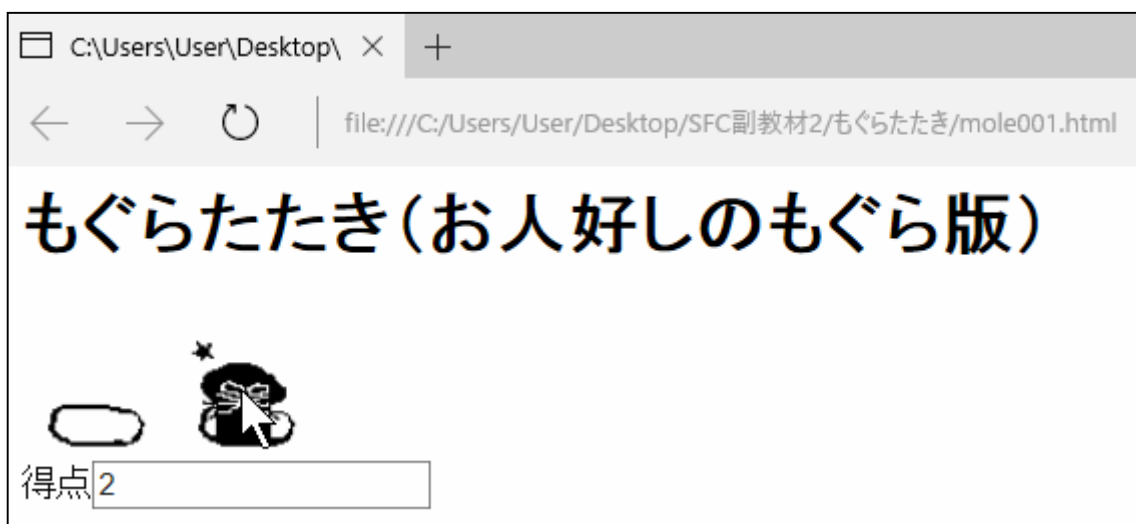 C:\Users\User\Desktop\
file:///C:/Users/User/Desktop/SFC副教材2/もぐらたたき/mole001.html
もぐらたたき（お人好しのもぐら版）
得点2